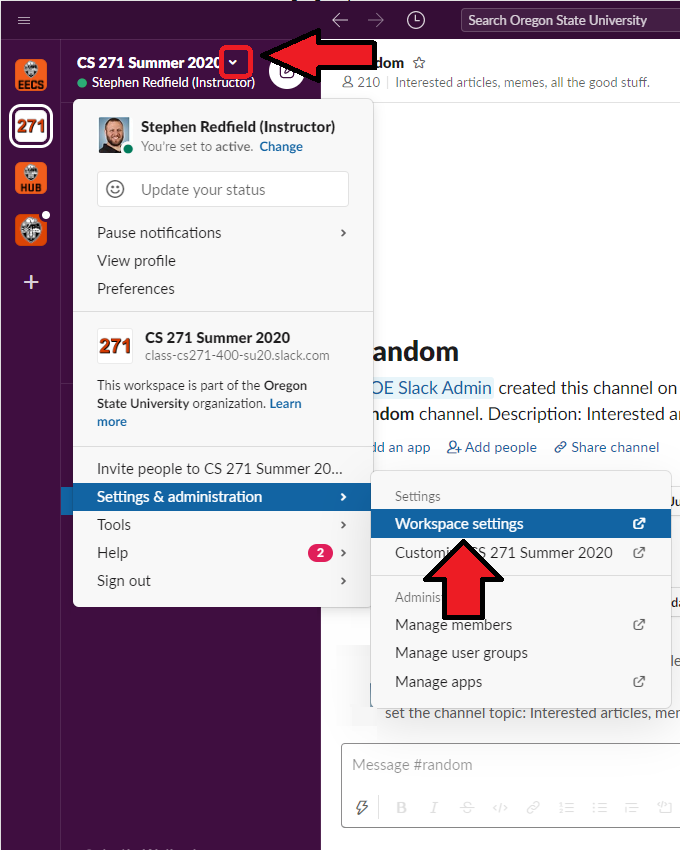 Search Oregon State University
EECS
271
HUB
CS 271 Summer 2020
Stephen Redfield (Instructor)
dom
210 | Interested articles, memes, all the good stuff.
Stephen Redfield (Instructor)
You're set to active. Change
Update your status
Pause notifications
View profile
Preferences
271
CS 271 Summer 2020
class-cs271-400-su20.slack.com
This workspace is part of the Oregon
State University organization. Learn
more
Invite people to CS 271 Summer 20...
Settings & administration
Tools
Help 2
Sign out
andom
OE Slack Admin created this channel on
ndom channel. Description: Interested a
dd an app Add people Share channel
Settings
Workspace settings
Customi CS 271 Summer 2020
Adminis
Manage members
Manage user groups
Manage apps
set the channel topic: Interested articles, mem
Message #random
B I S </>